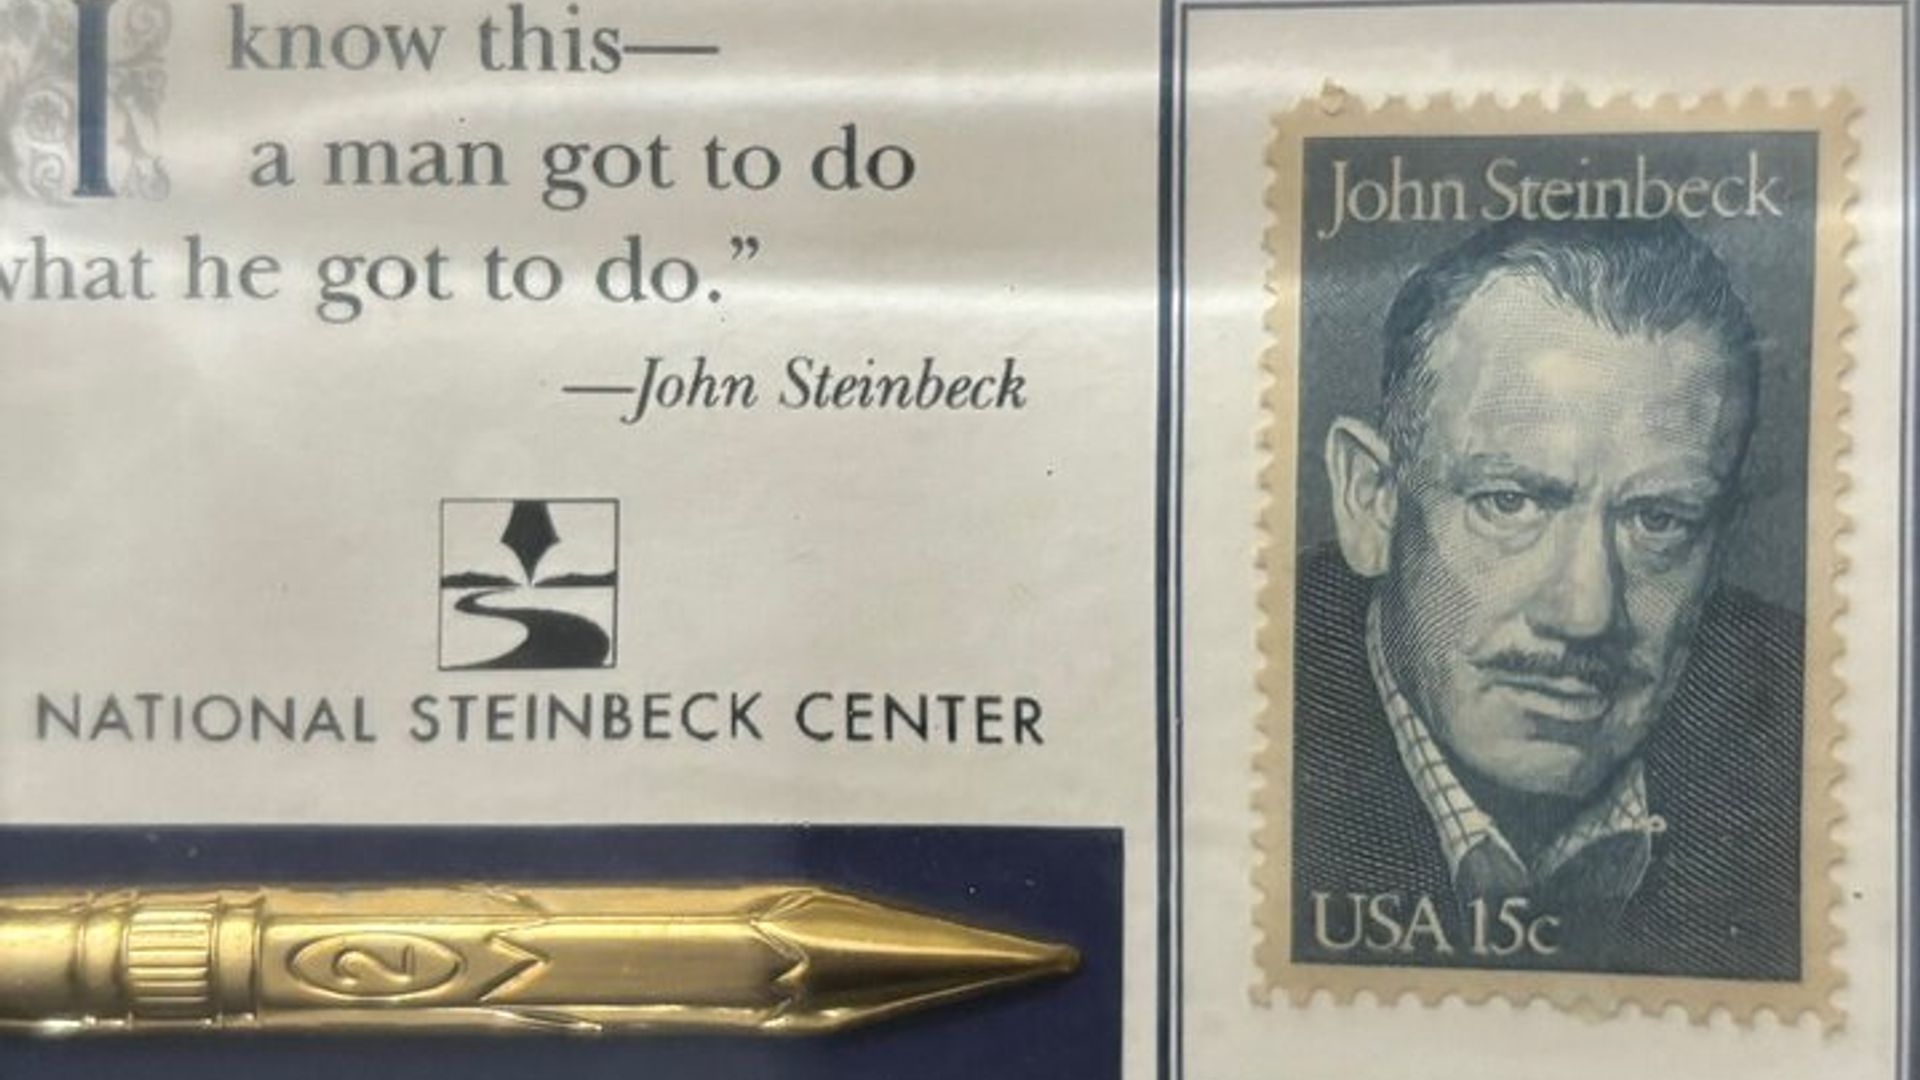 I know this—
a man got to do
what he got to do.”
—John Steinbeck
NATIONAL STEINBECK CENTER
2
John Steinbeck
USA 15c